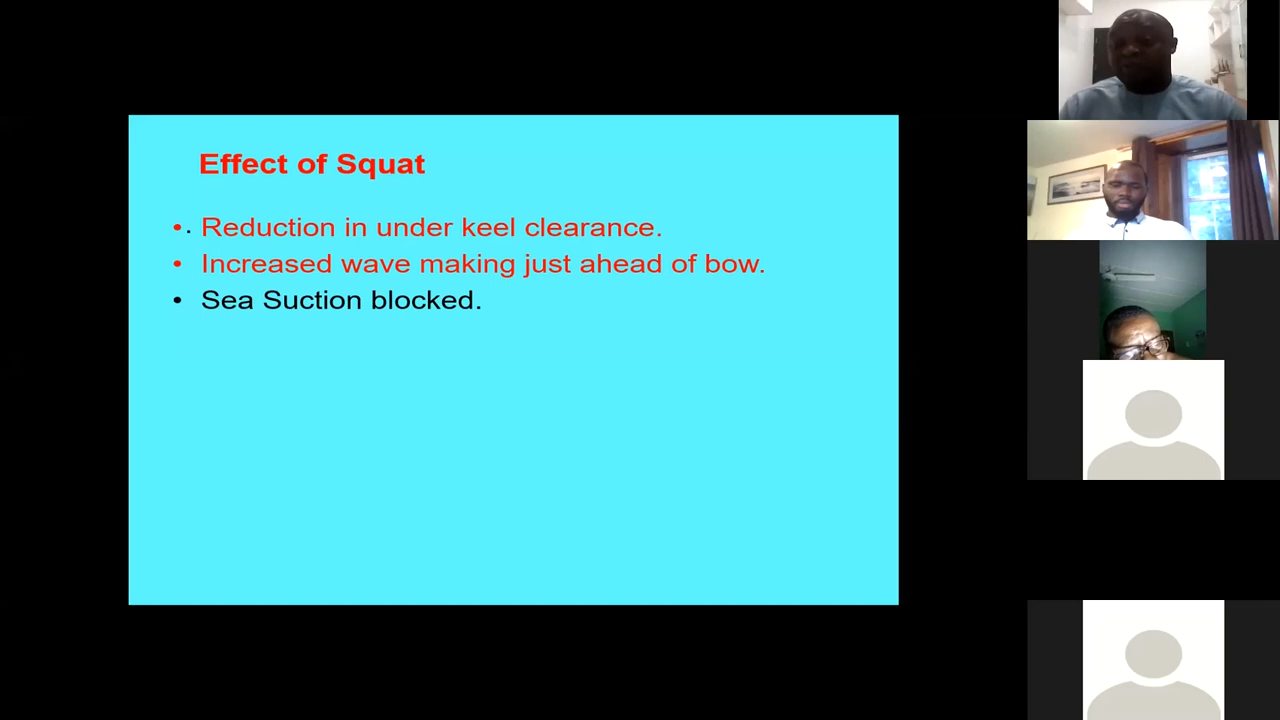 Effect of Squat
• Reduction in under keel clearance.
• Increased wave making just ahead of bow.
• Sea Suction blocked.